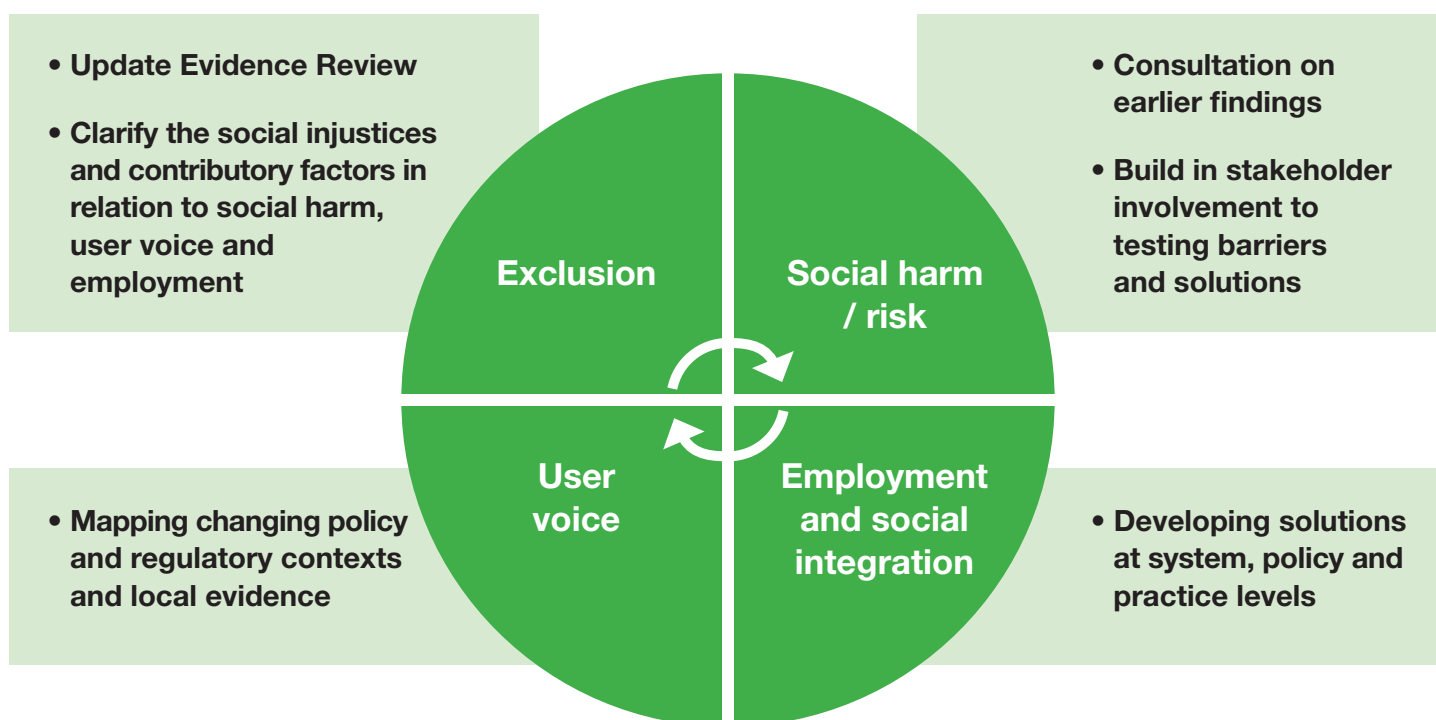 • Update Evidence Review
• Clarify the social injustices
and contributory factors in
relation to social harm,
user voice and
employment
• Consultation on
earlier findings
• Build in stakeholder
involvement to
testing barriers
and solutions
Exclusion
Social harm
/ risk
User
voice
Employment
and social
integration
• Mapping changing policy
and regulatory contexts
and local evidence
• Developing solutions
at system, policy and
practice levels